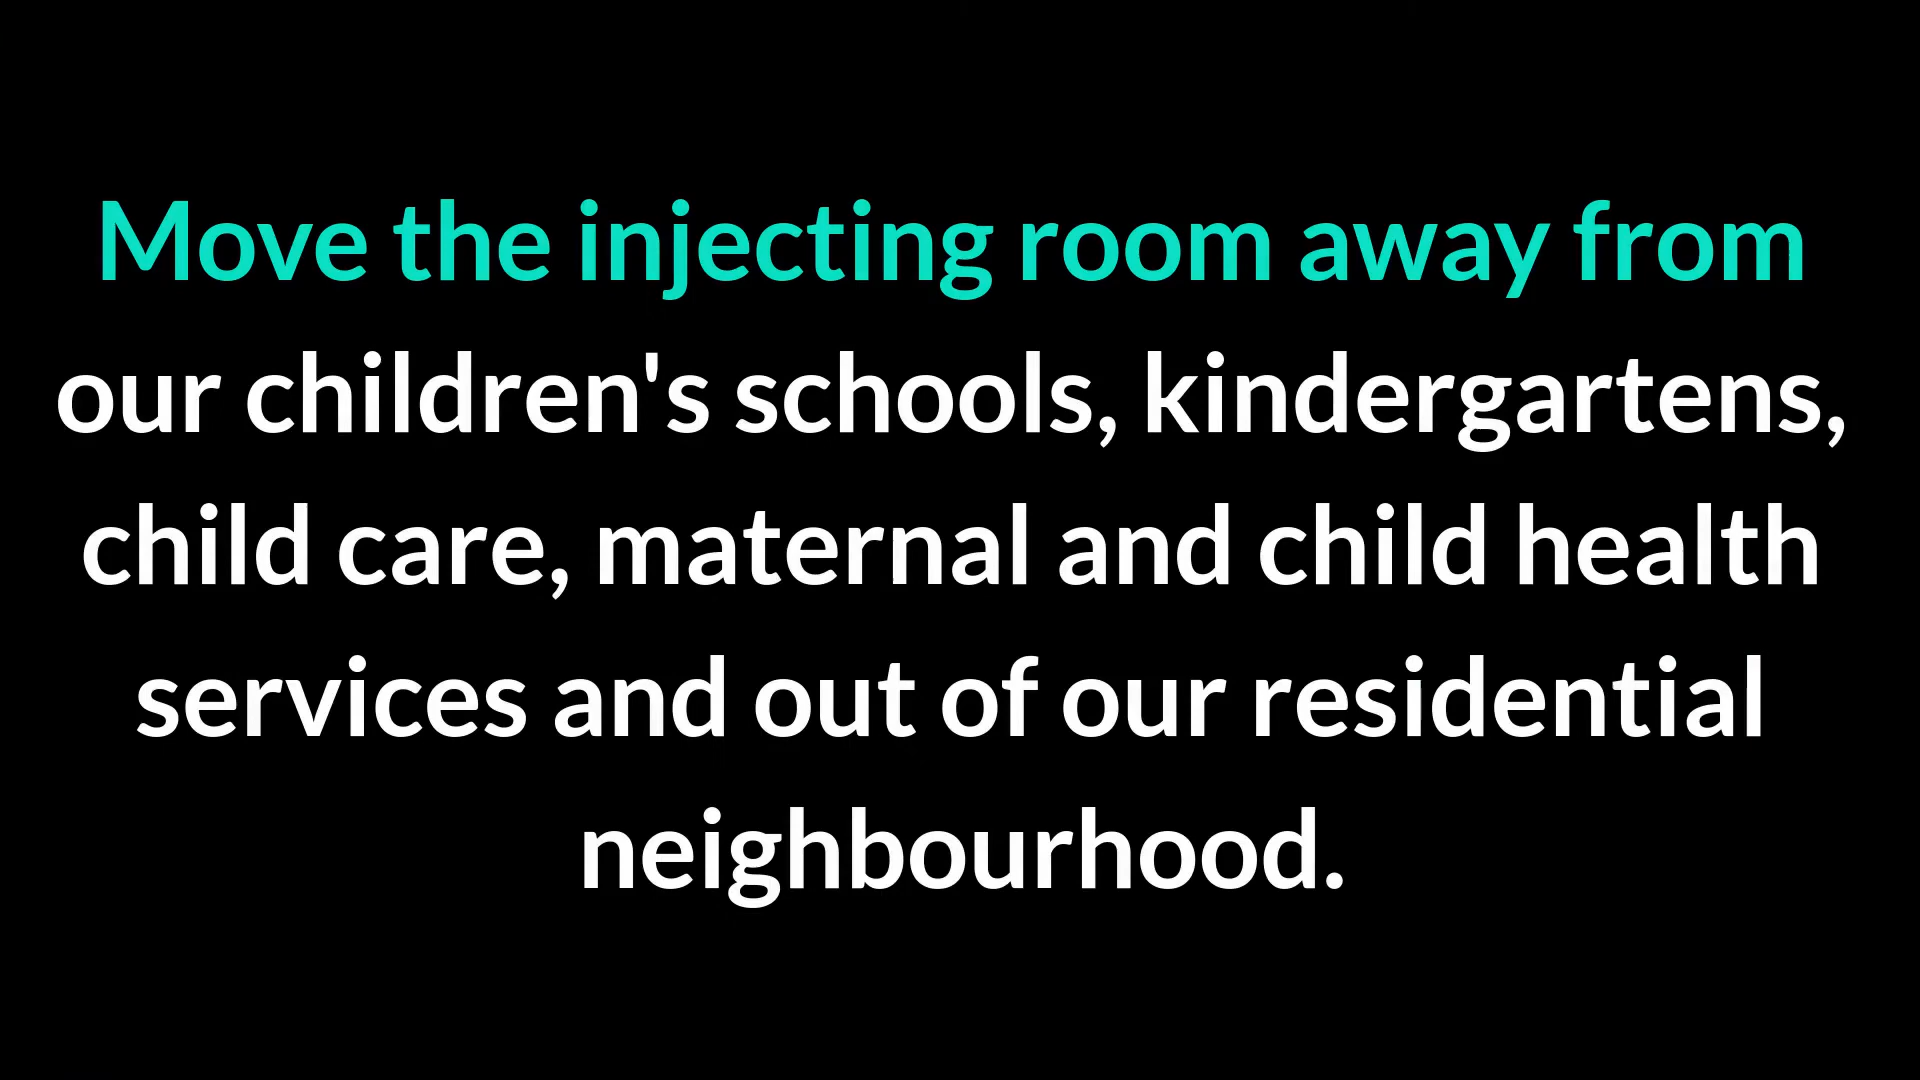 Move the injecting room away from
our children's schools, kindergartens,
child care, maternal and child health
services and out of our residential
neighbourhood.